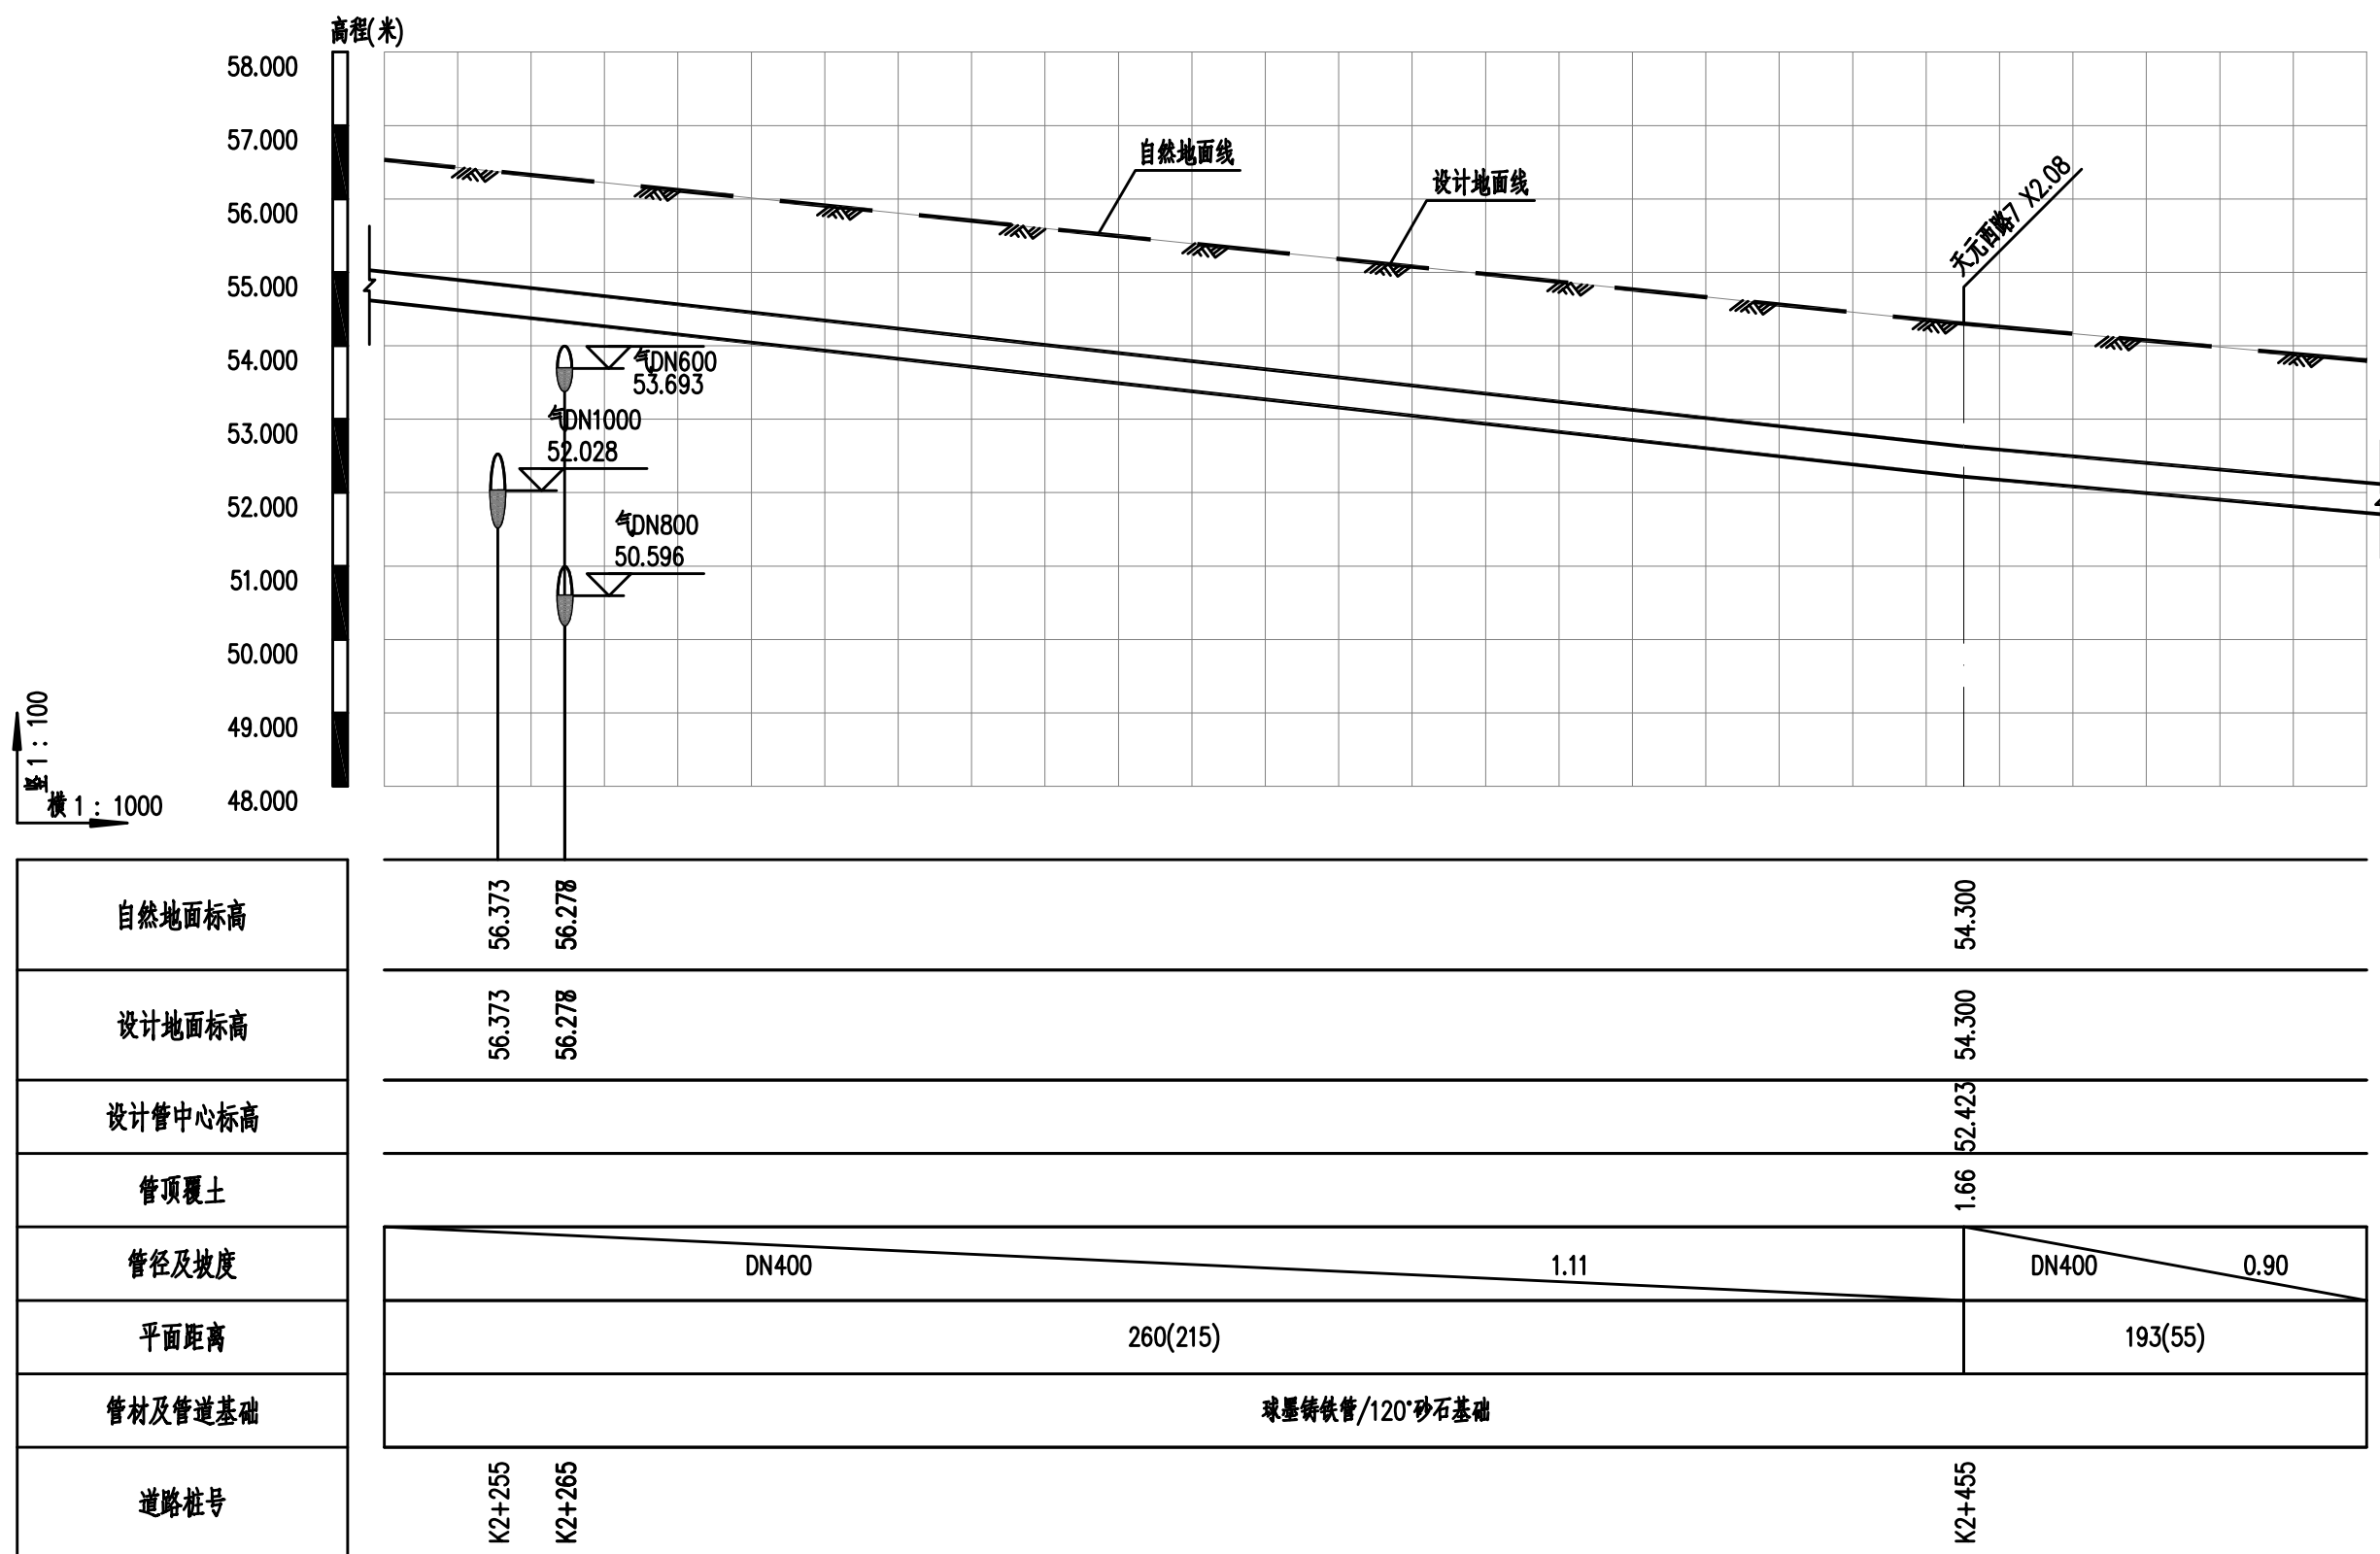 高程(米)
58.000
57.000
56.000
55.000
54.000
53.000
52.000
51.000
50.000
49.000
48.000
竖 1 : 100
横 1 : 1000
自然地面线
设计地面线
天元西路7 X2.08
气DN600
53.693
气DN1000
52.028
气DN800
50.596
自然地面标高
56.373
56.278
54.300
设计地面标高
56.373
56.278
54.300
设计管中心标高
52.423
管顶覆土
1.66
管径及坡度
DN400
1.11
DN400
0.90
平面距离
260(215)
193(55)
管材及管道基础
球墨铸铁管/120°砂石基础
道路桩号
K2+255
K2+265
K2+455